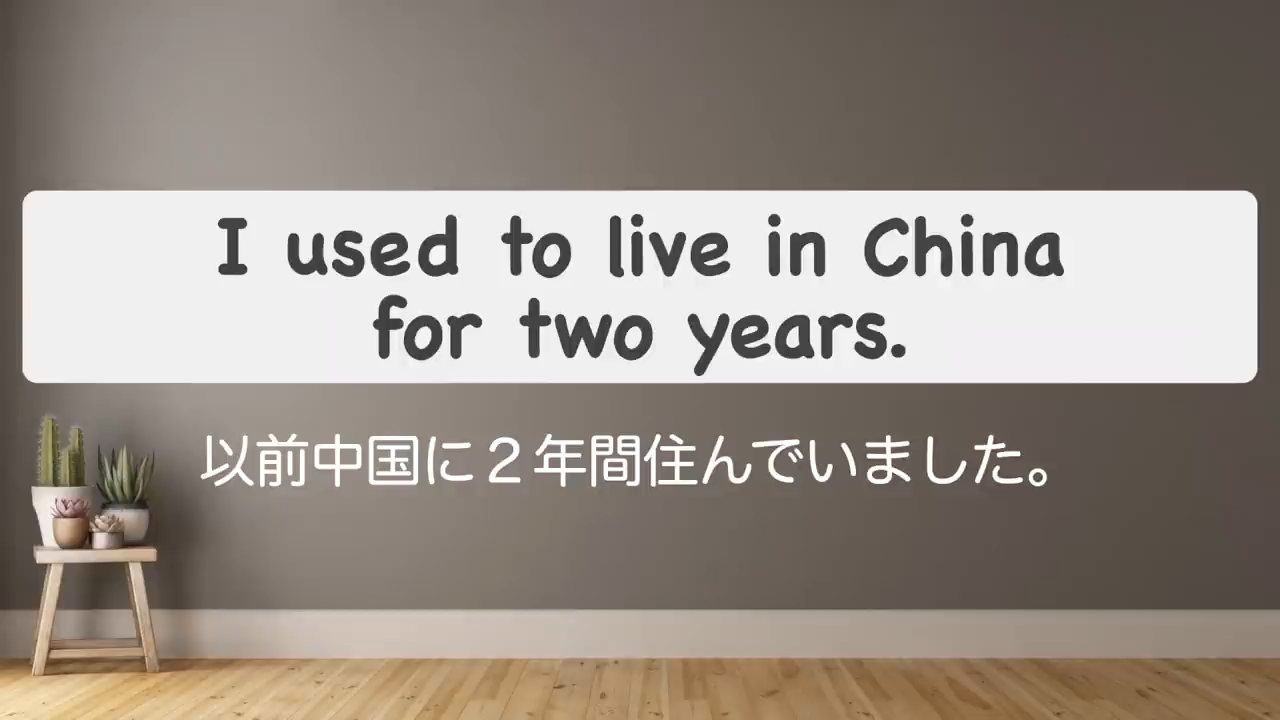 I used to live in China
for two years.
以前中国に２年間住んでいました。